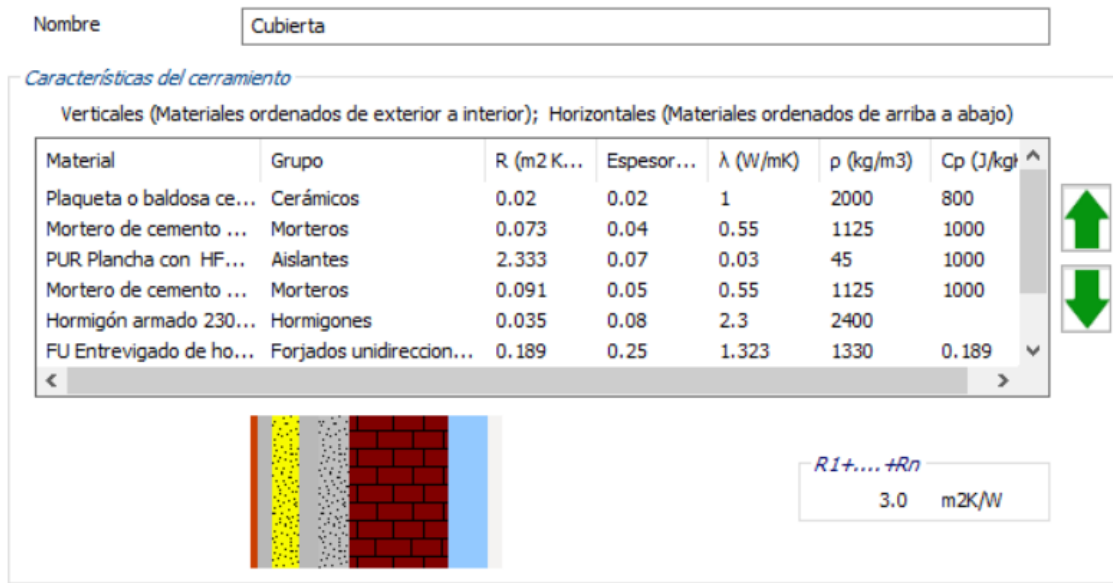 Nombre Cubierta
Características del cerramiento
Verticales (Materiales ordenados de exterior a interior); Horizontales (Materiales ordenados de arriba a abajo)
Material Grupo R (m2 K... Espesor... λ (W/mK) ρ (kg/m3) Cp (J/kgK
Plaqueta o baldosa ce... Cerámicos 0.02 0.02 1 2000 800
Mortero de cemento ... Morteros 0.073 0.04 0.55 1125 1000
PUR Plancha con HF... Aislantes 2.333 0.07 0.03 45 1000
Mortero de cemento ... Morteros 0.091 0.05 0.55 1125 1000
Hormigón armado 230... Hormigones 0.035 0.08 2.3 2400
FU Entrevigado de ho... Forjados unidireccion... 0.189 0.25 1.323 1330 0.189
R1+.... +Rn
3.0 m2K/W